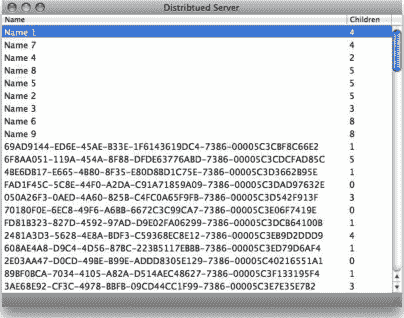 Distribtued Server
Name Children
Name 1 4
Name 7 4
Name 4 2
Name 8 5
Name 5 5
Name 2 5
Name 3 3
Name 6 8
Name 9 8
69AD9144-ED6E-45AE-B33E-1F6143619DC4-7386-00005C3CBF8C66E2 1
6F8AA051-119A-454A-8F88-DFDE63776ABD-7386-00005C3CDCFAD85C 5
4BE6DB17-E665-4B80-8F35-E80D8BD1C75E-7386-00005C3D3662B95E 1
FAD1F45C-5C8E-44F0-A2DA-C91A71859A09-7386-00005C3DAD97632E 0
050A26F3-0AED-4A60-825B-C4FC0A65F9FB-7386-00005C3D542F913F 3
70180F0E-6EC8-49F6-A6BB-6672C3C99CA7-7386-00005C3E06F7419E 0
FD81B323-827D-4592-97AD-D9E02FA06299-7386-00005C3DCB64100B 1
2481A3D3-5628-4E8A-BDF3-C59368EC8E12-7386-00005C3EB9D2DDD9 4
608AE4A8-D9C4-4D56-87BC-223B5117EBBB-7386-00005C3ED79D6AF4 1
2E03AA47-D0CD-49BE-B99E-ADDD8305E129-7386-00005C40216551A1 0
89BF0BCA-7034-4105-A82A-D514AEC48627-7386-00005C3F133195F4 1
3AE68E92-CF3C-4978-BBFB-09CD44CC1F99-7386-00005C3E7E35E7B2 3